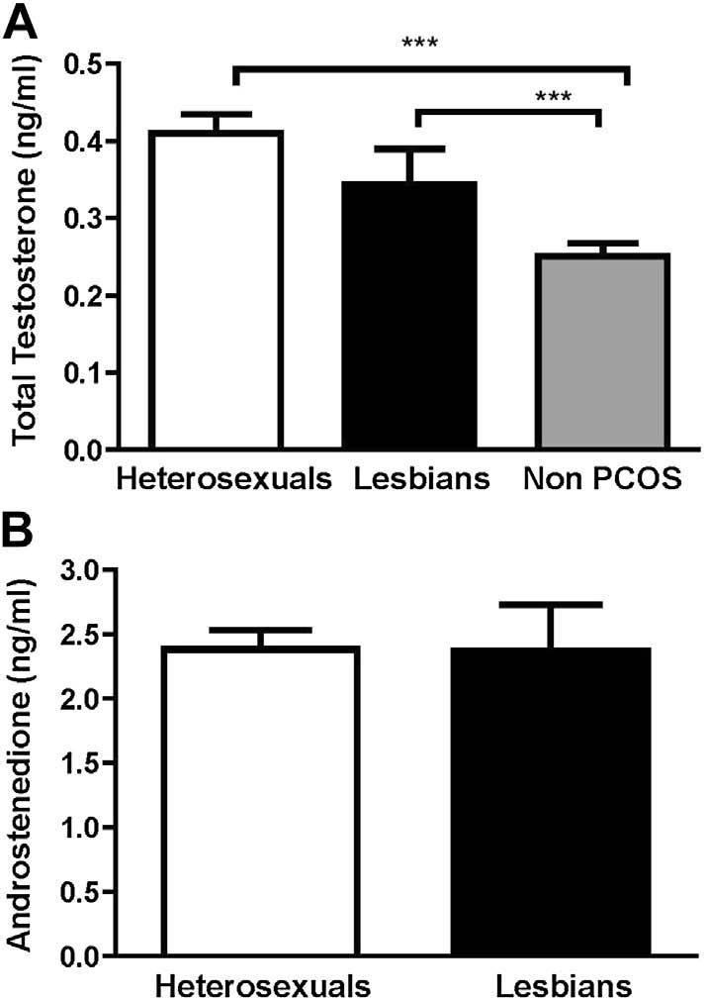 A
Total Testosterone (ng/ml)
0.5
0.4
0.3
0.2
0.1
0.0
***
***
Heterosexuals
Lesbians
Non PCOS
B
Androstenedione (ng/ml)
3.0
2.5
2.0
1.5
1.0
0.5
0.0
Heterosexuals
Lesbians